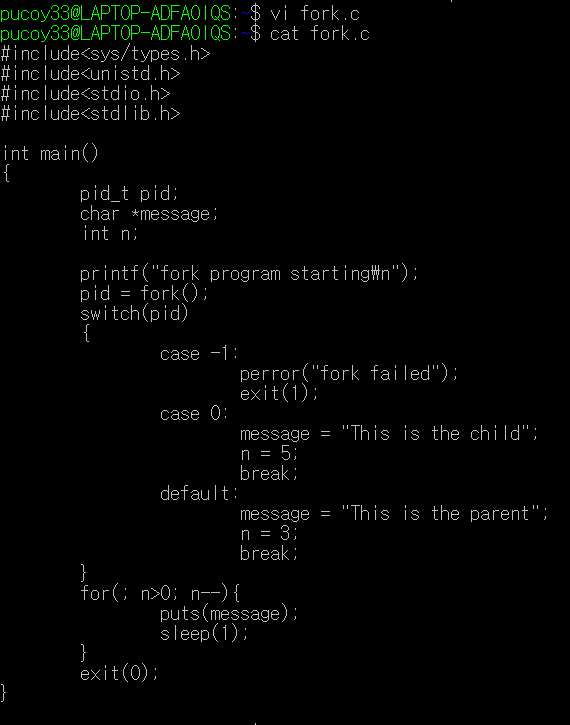 pucoy33@LAPTOP-ADFAOIQS:~$ vi fork.c
pucoy33@LAPTOP-ADFAOIQS:~$ cat fork.c
#include<sys/types.h>
#include<unistd.h>
#include<stdio.h>
#include<stdlib.h>

int main()
{
        pid_t pid;
        char *message;
        int n;

        printf("fork program starting₩n");
        pid = fork();
        switch(pid)
        {
                case -1:
                        perror("fork failed");
                        exit(1);
                case 0:
                        message = "This is the child";
                        n = 5;
                        break;
                default:
                        message = "This is the parent";
                        n = 3;
                        break;
        }
        for(; n>0; n--){
                puts(message);
                sleep(1);
        }
        exit(0);
}